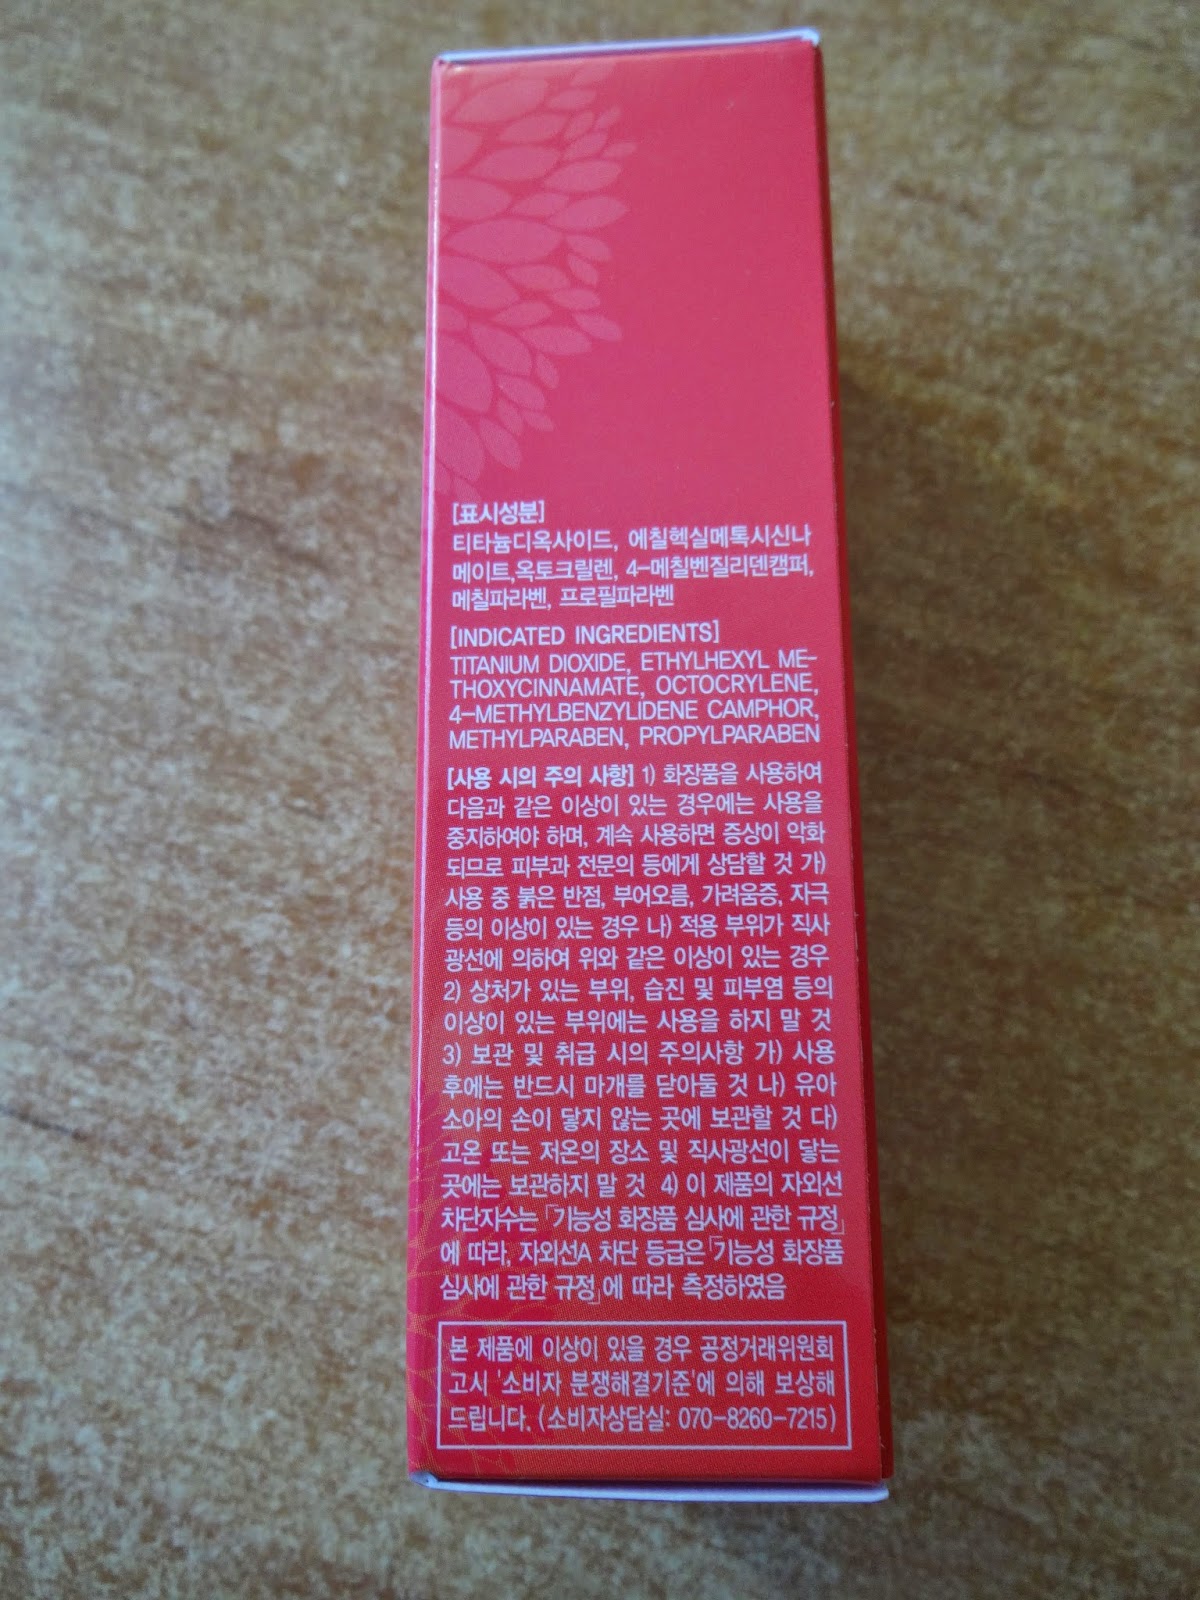 [표시성분]
티타늄디옥사이드, 에칠헥실메톡시신나
메이트,옥토크릴렌, 4-메칠벤질리덴캠퍼,
메칠파라벤, 프로필파라벤
[INDICATED INGREDIENTS]
TITANIUM DIOXIDE, ETHYLHEXYL ME-
THOXYCINNAMATE, OCTOCRYLENE,
4-METHYLBENZYLIDENE CAMPHOR,
METHYLPARABEN, PROPYLPARABEN
[사용 시의 주의 사항] 1) 화장품을 사용하여
다음과 같은 이상이 있는 경우에는 사용을
중지하여야 하며, 계속 사용하면 증상이 악화
되므로 피부과 전문의 등에게 상담할 것 가)
사용 중 붉은 반점, 부어오름, 가려움증, 자극
등의 이상이 있는 경우 나) 적용 부위가 직사
광선에 의하여 위와 같은 이상이 있는 경우
2) 상처가 있는 부위, 습진 및 피부염 등의
이상이 있는 부위에는 사용을 하지 말 것
3) 보관 및 취급 시의 주의사항 가) 사용
후에는 반드시 마개를 닫아둘 것 나) 유아
소아의 손이 닿지 않는 곳에 보관할 것 다)
고온 또는 저온의 장소 및 직사광선이 닿는
곳에는 보관하지 말 것 4) 이 제품의 자외선
차단지수는 「기능성 화장품 심사에 관한 규정」
에 따라, 자외선A 차단 등급은「기능성 화장품
심사에 관한 규정」에 따라 측정하였음
본 제품에 이상이 있을 경우 공정거래위원회
고시 '소비자 분쟁해결기준'에 의해 보상해
드립니다. (소비자상담실: 070-8260-7215)